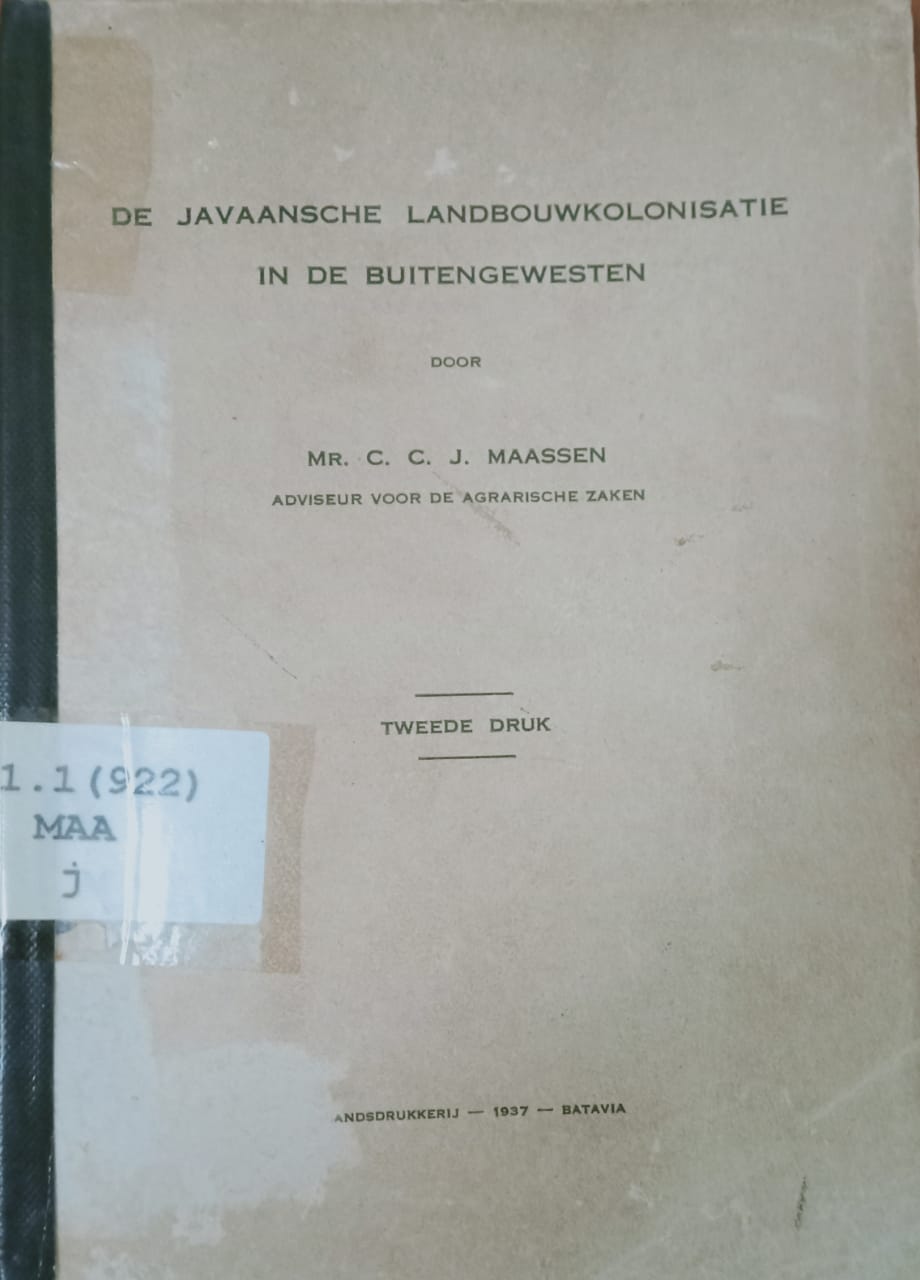 DE JAVAANSCHE LANDBOUWKOLONISATIE
IN DE BUITENGEWESTEN
DOOR
MR. C. C. J. MAASSEN
ADVISEUR VOOR DE AGRARISCHE ZAKEN
TWEEDE DRUK
1.1(922)
MAA
j
ANDSDRUKKERIJ — 1937 — BATAVIA